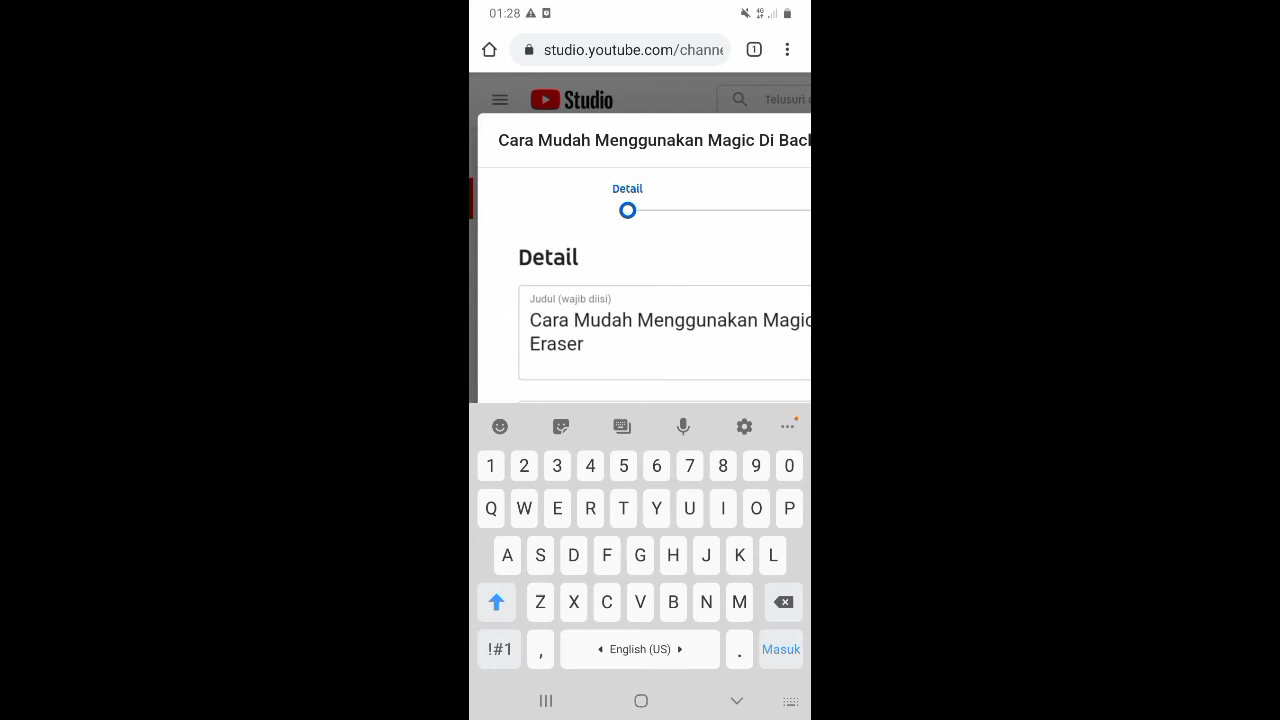 01:28
4G
studio.youtube.com/channe
1
Studio
Telusuri
Cara Mudah Menggunakan Magic Di Bac
Detail
Detail
Judul (wajib diisi)
Cara Mudah Menggunakan Magic
Eraser
1 2 3 4 5 6 7 8 9 0
Q W E R T Y U I O P
A S D F G H J K L
Z X C V B N M
!#1 , English (US) . Masuk